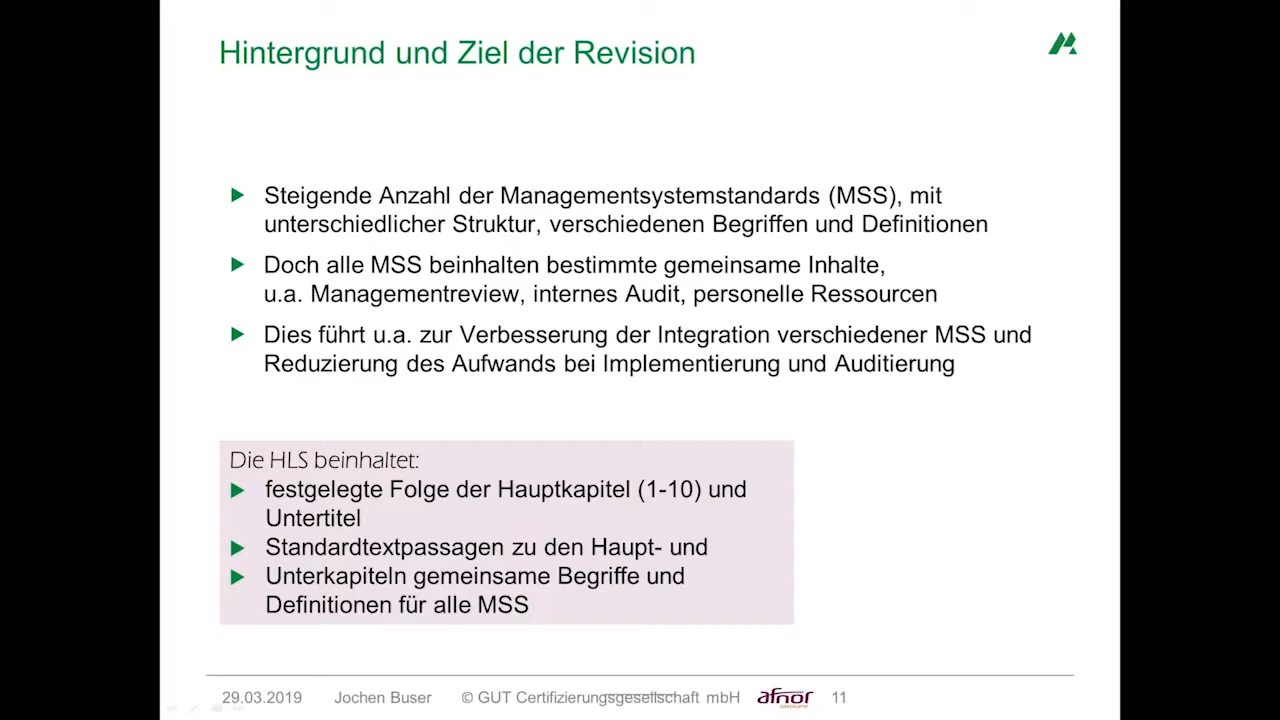 Hintergrund und Ziel der Revision
Steigende Anzahl der Managementsystemstandards (MSS), mit
unterschiedlicher Struktur, verschiedenen Begriffen und Definitionen
Doch alle MSS beinhalten bestimmte gemeinsame Inhalte,
u.a. Managementreview, internes Audit, personelle Ressourcen
Dies führt u.a. zur Verbesserung der Integration verschiedener MSS und
Reduzierung des Aufwands bei Implementierung und Auditierung
Die HLS beinhaltet:
festgelegte Folge der Hauptkapitel (1-10) und
Untertitel
Standardtextpassagen zu den Haupt- und
Unterkapiteln gemeinsame Begriffe und
Definitionen für alle MSS
29.03.2019 Jochen Buser © GUT Certifizierungsgesellschaft mbH afnor GROUPE 11